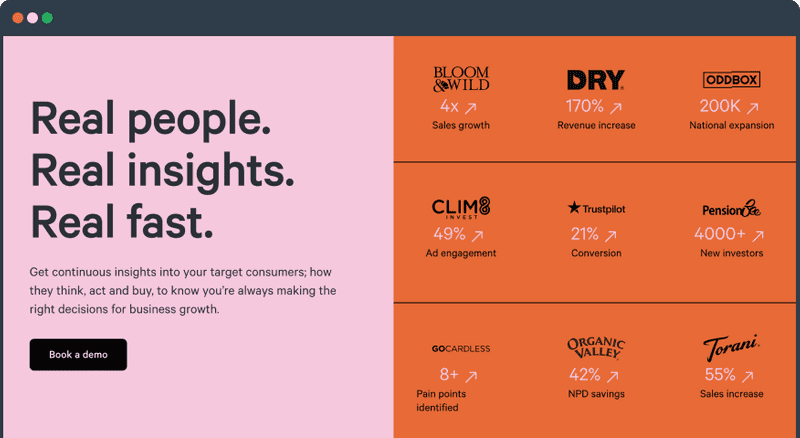 Real people.
Real insights.
Real fast.
Get continuous insights into your target consumers; how
they think, act and buy, to know you’re always making the
right decisions for business growth.
Book a demo
BLOOM
&WILD
4x ↗
Sales growth
DRY
170% ↗
Revenue increase
ODDBOX
200K ↗
National expansion
CLIM8
INVEST
49% ↗
Ad engagement
Trustpilot
21% ↗
Conversion
PensionBee
4000+ ↗
New investors
GOCARDLESS
8+ ↗
Pain points
identified
ORGANIC
VALLEY
42% ↗
NPD savings
Torani
55% ↗
Sales increase